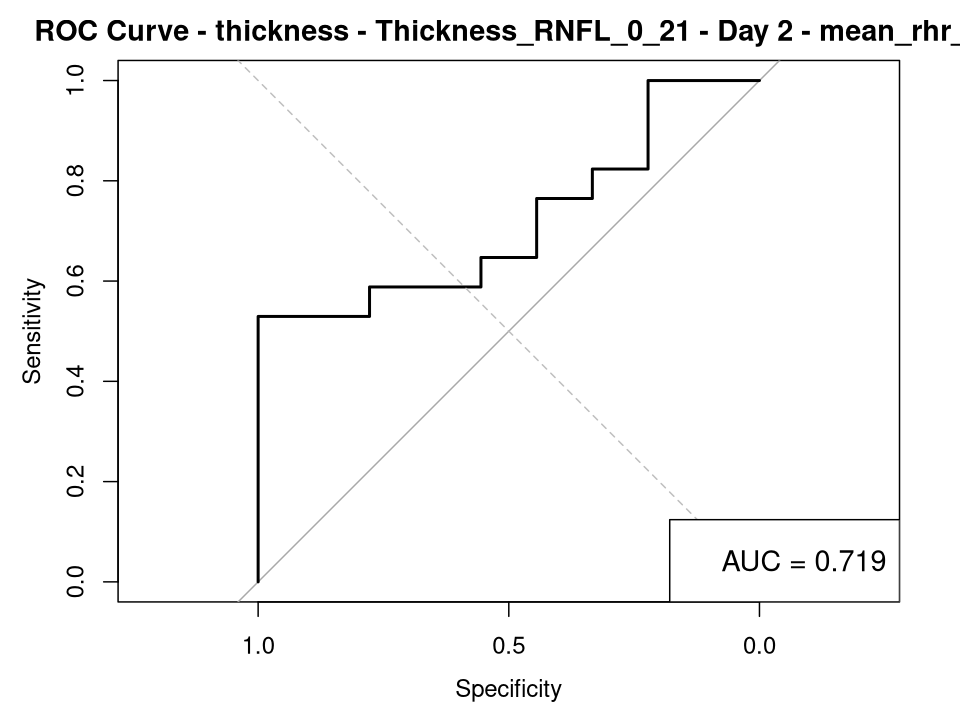 ROC Curve - thickness - Thickness_RNFL_0_21 - Day 2 - mean_rhr_
1.0
0.8
0.6
0.4
0.2
0.0
Sensitivity
AUC = 0.719
1.0 0.5 0.0
Specificity